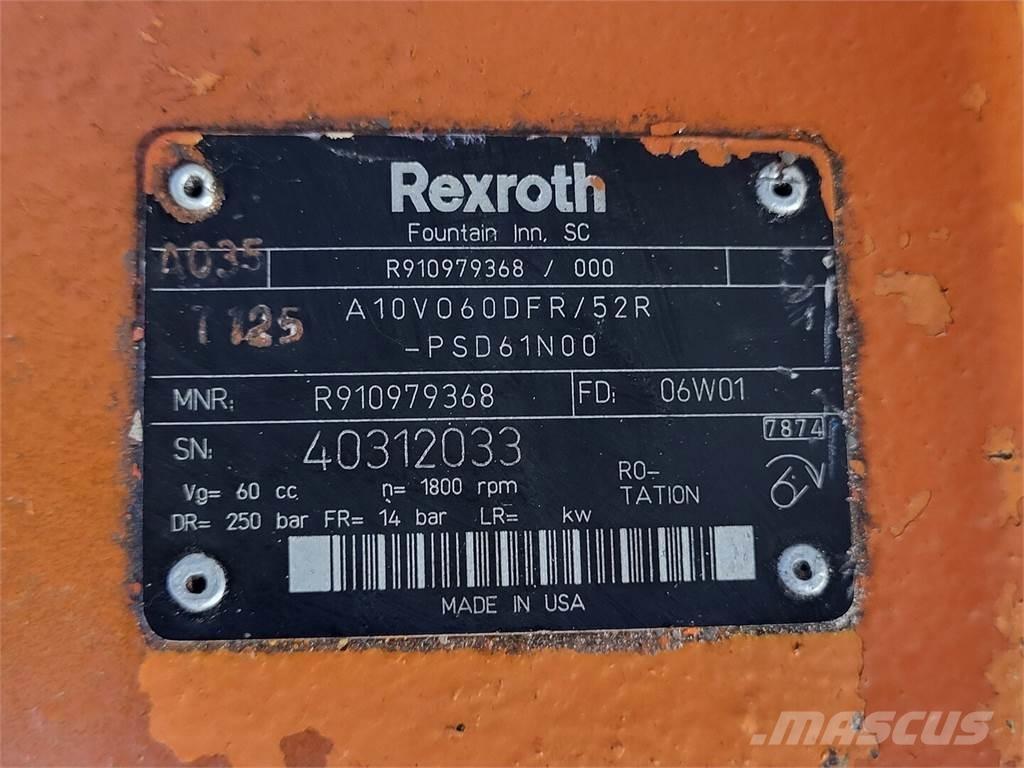 Rexroth
Fountain Inn, SC
A035 R910979368 / 000
1125 A10VO60DFR/52R
-PSD61N00
MNR: R910979368 FD: 06W01
7874
SN: 40312033
RO-
TATION
Vg= 60 cc n= 1800 rpm
DR= 250 bar FR= 14 bar LR= kw
MADE IN USA
MASCUS